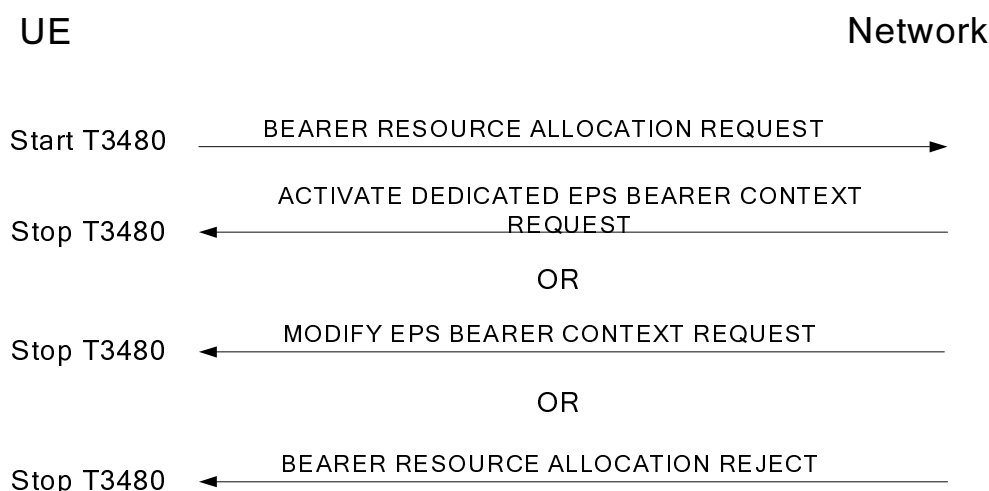 UE
Network
Start T3480
BEARER RESOURCE ALLOCATION REQUEST
ACTIVATE DEDICATED EPS BEARER CONTEXT
REQUEST
Stop T3480
OR
MODIFY EPS BEARER CONTEXT REQUEST
Stop T3480
OR
BEARER RESOURCE ALLOCATION REJECT
Stop T3480